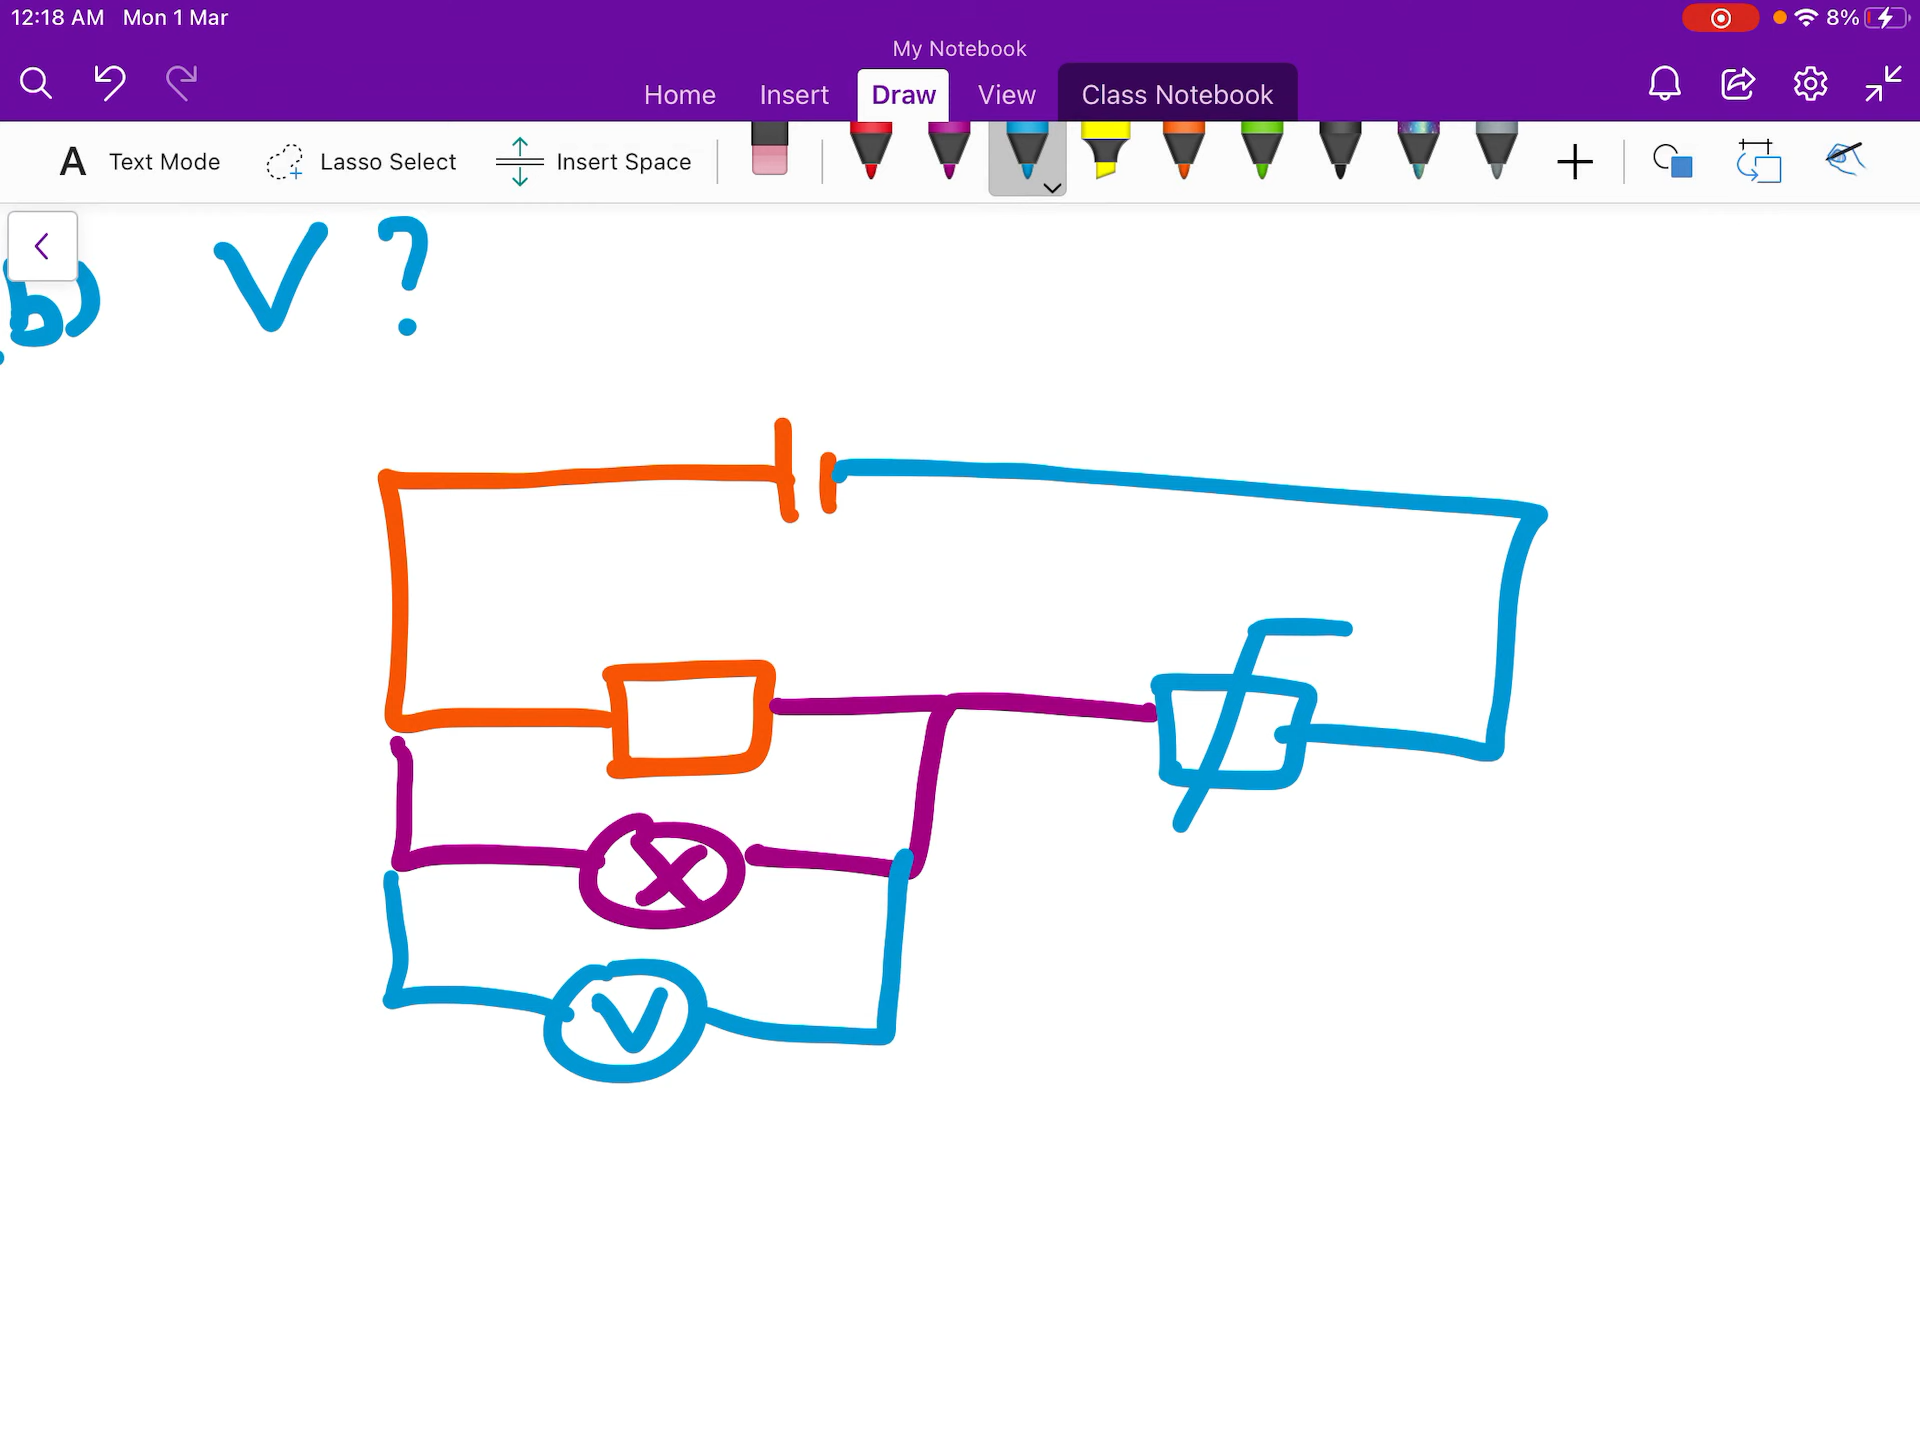 12:18 AM Mon 1 Mar 8%
My Notebook
Home Insert Draw View Class Notebook
A Text Mode Lasso Select Insert Space
b) V ?
X
V